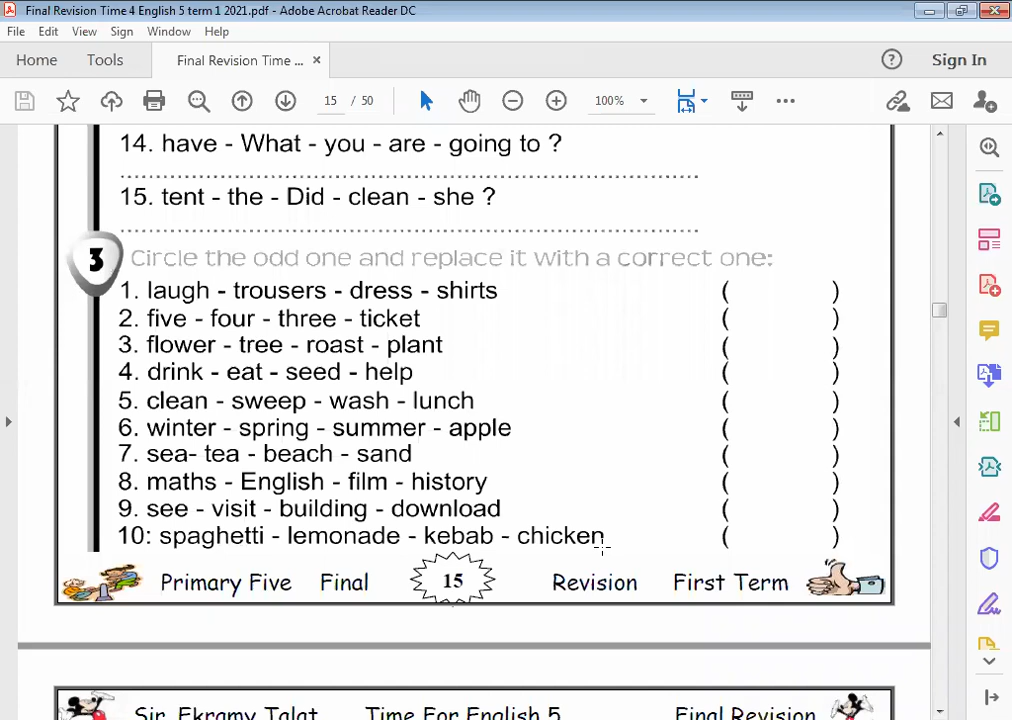 Final Revision Time 4 English 5 term 1 2021.pdf - Adobe Acrobat Reader DC
File Edit View Sign Window Help
Home Tools Final Revision Time ... × ? Sign In
15 / 50 100%
14. have - What - you - are - going to ?
15. tent - the - Did - clean - she ?
3 Circle the odd one and replace it with a correct one:
1. laugh - trousers - dress - shirts ( )
2. five - four - three - ticket ( )
3. flower - tree - roast - plant ( )
4. drink - eat - seed - help ( )
5. clean - sweep - wash - lunch ( )
6. winter - spring - summer - apple ( )
7. sea- tea - beach - sand ( )
8. maths - English - film - history ( )
9. see - visit - building - download ( )
10: spaghetti - lemonade - kebab - chicken ( )
Primary Five Final 15 Revision First Term
Sir. Ekramy Talat Time For English 5 Final Revision